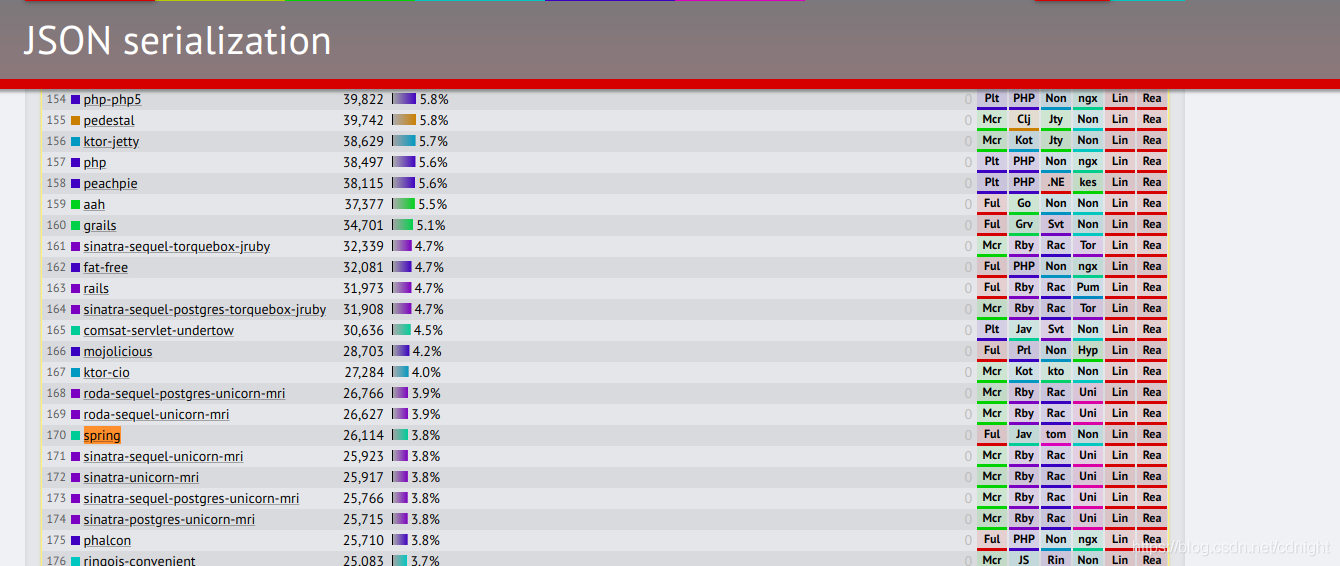 JSON serialization
154 php-php5 39,822 5.8% 0 Plt PHP Non ngx Lin Rea
155 pedestal 39,742 5.8% 0 Mcr Clj Jty Non Lin Rea
156 ktor-jetty 38,629 5.7% 0 Mcr Kot Jty Non Lin Rea
157 php 38,497 5.6% 0 Plt PHP Non ngx Lin Rea
158 peachpie 38,115 5.6% 0 Plt PHP .NE kes Lin Rea
159 aah 37,377 5.5% 0 Ful Go Non Non Lin Rea
160 grails 34,701 5.1% 0 Ful Grv Svt Non Lin Rea
161 sinatra-sequel-torquebox-jruby 32,339 4.7% 0 Mcr Rby Rac Tor Lin Rea
162 fat-free 32,081 4.7% 0 Ful PHP Non ngx Lin Rea
163 rails 31,973 4.7% 0 Ful Rby Rac Pum Lin Rea
164 sinatra-sequel-postgres-torquebox-jruby 31,908 4.7% 0 Mcr Rby Rac Tor Lin Rea
165 comsat-servlet-undertow 30,636 4.5% 0 Plt Jav Svt Non Lin Rea
166 mojolicious 28,703 4.2% 0 Ful Prl Non Hyp Lin Rea
167 ktor-cio 27,284 4.0% 0 Mcr Kot kto Non Lin Rea
168 roda-sequel-postgres-unicorn-mri 26,766 3.9% 0 Mcr Rby Rac Uni Lin Rea
169 roda-sequel-unicorn-mri 26,627 3.9% 0 Mcr Rby Rac Uni Lin Rea
170 spring 26,114 3.8% 0 Ful Jav tom Non Lin Rea
171 sinatra-sequel-unicorn-mri 25,923 3.8% 0 Mcr Rby Rac Uni Lin Rea
172 sinatra-unicorn-mri 25,917 3.8% 0 Mcr Rby Rac Uni Lin Rea
173 sinatra-sequel-postgres-unicorn-mri 25,766 3.8% 0 Mcr Rby Rac Uni Lin Rea
174 sinatra-postgres-unicorn-mri 25,715 3.8% 0 Mcr Rby Rac Uni Lin Rea
175 phalcon 25,710 3.8% 0 Ful PHP Non ngx Lin Rea
https://blog.csdn.net/cdnight
176 ringojs-convenient 25,083 3.7% 0 Mcr JS Rin Non Lin Rea